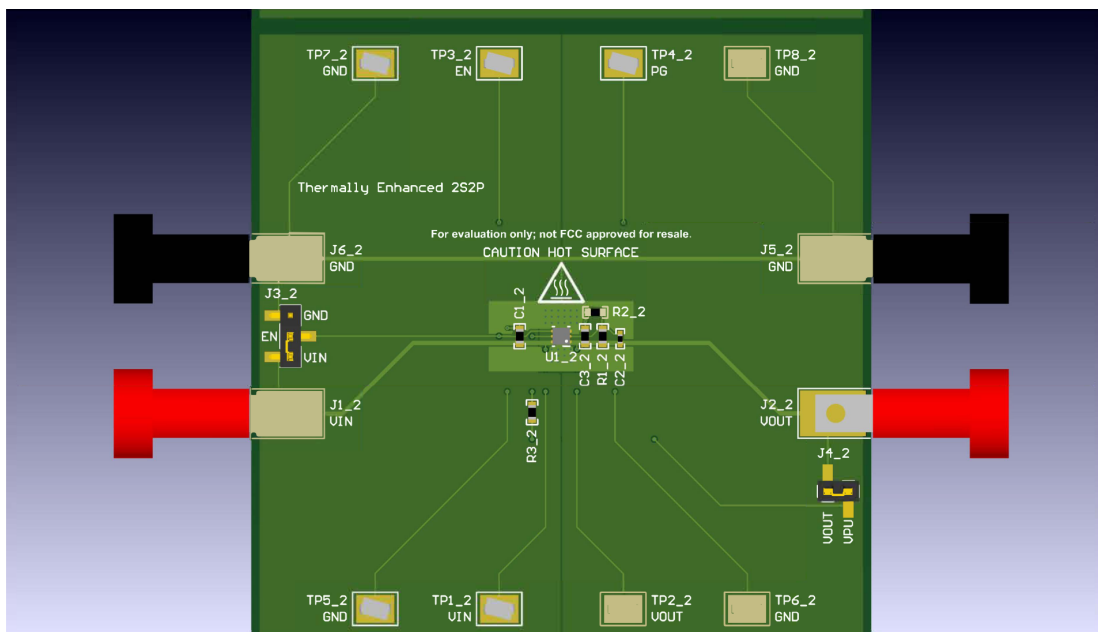 TP7_2
GND
TP3_2
EN
TP4_2
PG
TP8_2
GND
Thermally Enhanced 2S2P
For evaluation only; not FCC approved for resale.
CAUTION HOT SURFACE
J6_2
GND
J5_2
GND
J3_2
GND
EN
VIN
C1_2
U1_2
R2_2
C3_2
R1_2
C2_2
J1_2
VIN
R3_2
J2_2
VOUT
J4_2
VOUT
VPU
TP5_2
GND
TP1_2
VIN
TP2_2
VOUT
TP6_2
GND